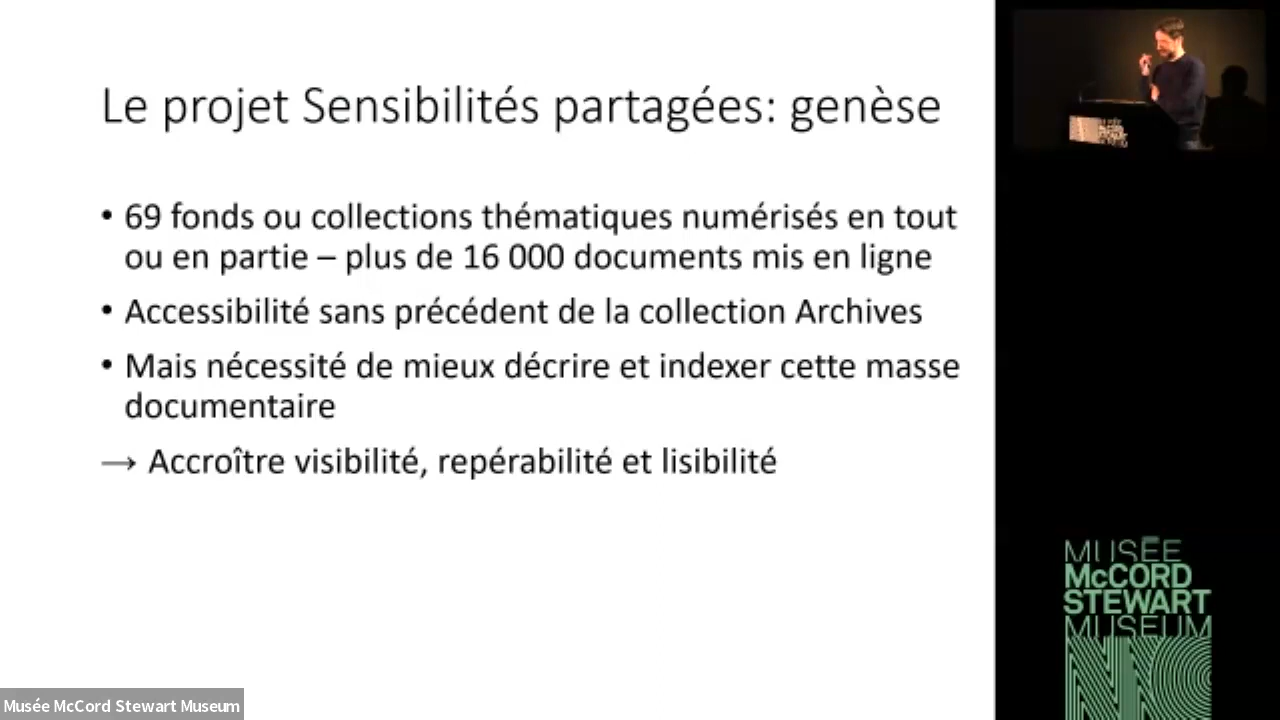 Le projet Sensibilités partagées: genèse
• 69 fonds ou collections thématiques numérisés en tout
ou en partie – plus de 16 000 documents mis en ligne
• Accessibilité sans précédent de la collection Archives
• Mais nécessité de mieux décrire et indexer cette masse
documentaire
→ Accroître visibilité, repérabilité et lisibilité
MUSÉE
McCORD
STEWART
MUSEUM
Musée McCord Stewart Museum